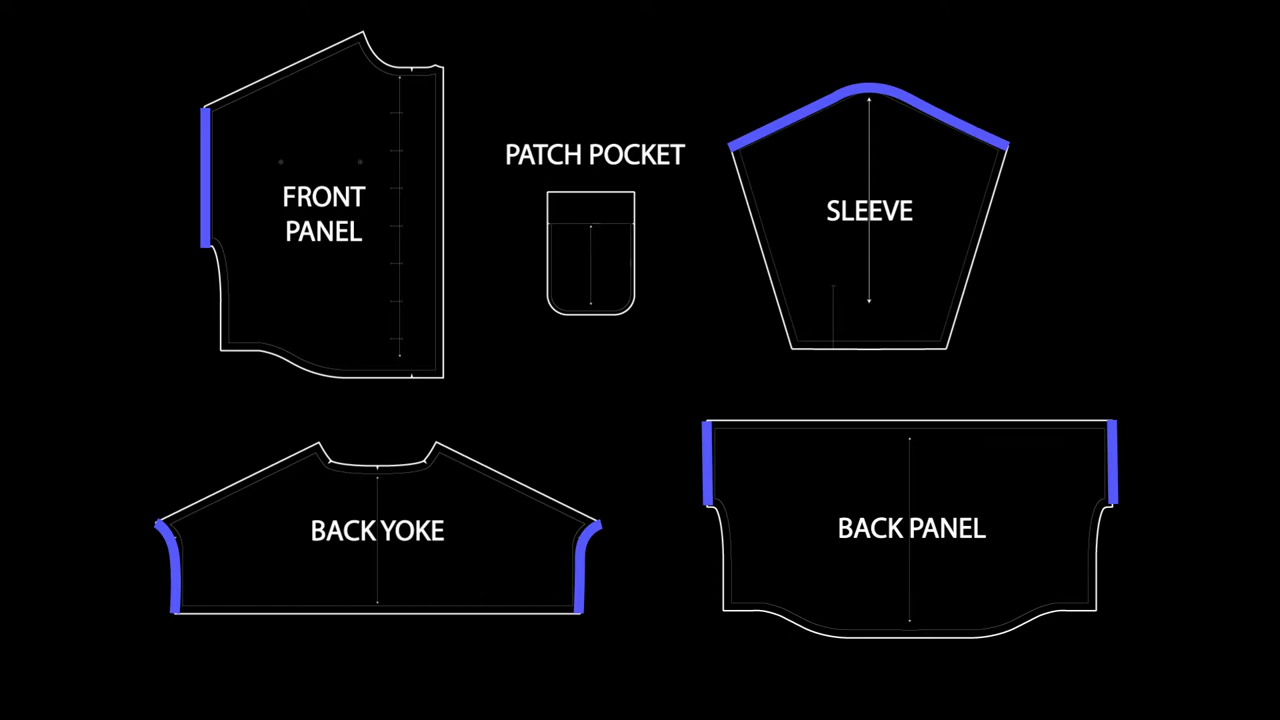 FRONT
PANEL
PATCH POCKET
SLEEVE
BACK YOKE
BACK PANEL